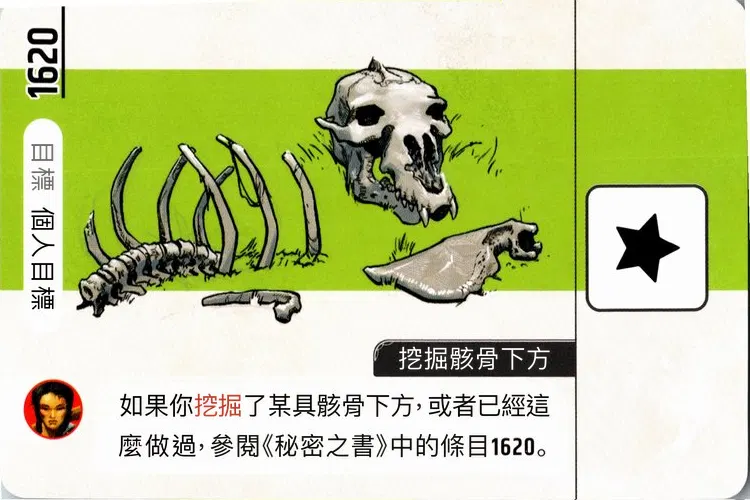 1620
目標 個人目標
挖掘骸骨下方
如果你挖掘了某具骸骨下方，或者已經這
麼做過，參閱《秘密之書》中的條目1620。